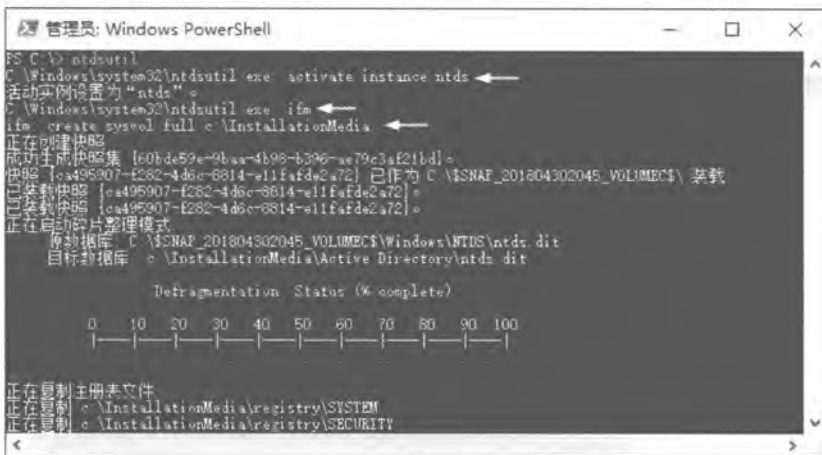 管理员: Windows PowerShell
PS C:\> ntdsutil
C:\Windows\system32\ntdsutil.exe: activate instance ntds
活动实例设置为“ntds”。
C:\Windows\system32\ntdsutil.exe: ifm
ifm: create sysvol full c:\InstallationMedia
正在创建快照...
成功生成快照集 {60bde59e-9baa-4b98-b396-ae79c3af21bd}。
快照 {ca495907-f282-4d6c-8814-e11fafde2a72} 已作为 C:\$SNAP_201804302045_VOLUMEC$\ 装载
已装载快照 {ca495907-f282-4d6c-8814-e11fafde2a72}。
已装载快照 {ca495907-f282-4d6c-8814-e11fafde2a72}。
正在启动碎片整理模式...
原数据库: C:\$SNAP_201804302045_VOLUMEC$\Windows\NTDS\ntds.dit
目标数据库: c:\InstallationMedia\Active Directory\ntds.dit
Defragmentation Status (% complete)
0 10 20 30 40 50 60 70 80 90 100
|----|----|----|----|----|----|----|----|----|----|
正在复制注册表文件...
正在复制 c:\InstallationMedia\registry\SYSTEM
正在复制 c:\InstallationMedia\registry\SECURITY